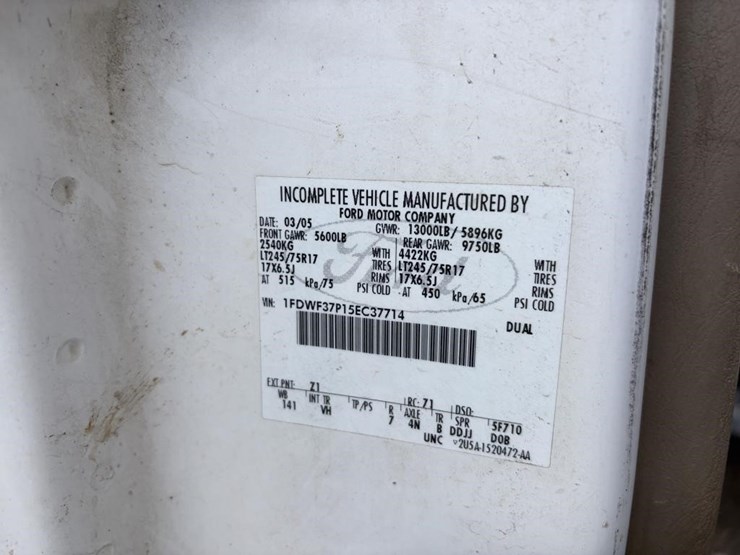 INCOMPLETE VEHICLE MANUFACTURED BY
FORD MOTOR COMPANY
DATE: 03/05 GVWR: 13000LB/ 5896KG
FRONT GAWR: 5600LB REAR GAWR: 9750LB
2540KG WITH 4422KG WITH
LT245/75R17 TIRES LT245/75R17 TIRES
17X6.5J RIMS 17X6.5J RIMS
AT 515 kPa/75 PSI COLD AT 450 kPa/65 PSI COLD
VIN: 1FDWF37P15EC37714 DUAL
Ford
EXT PNT: Z1 RC: 71 DSO:
WB INT TR TP/PS R AXLE TR SPR 5F710
141 VH 7 4N B DDJJ DOB
UNC V2U5A-1520472-AA